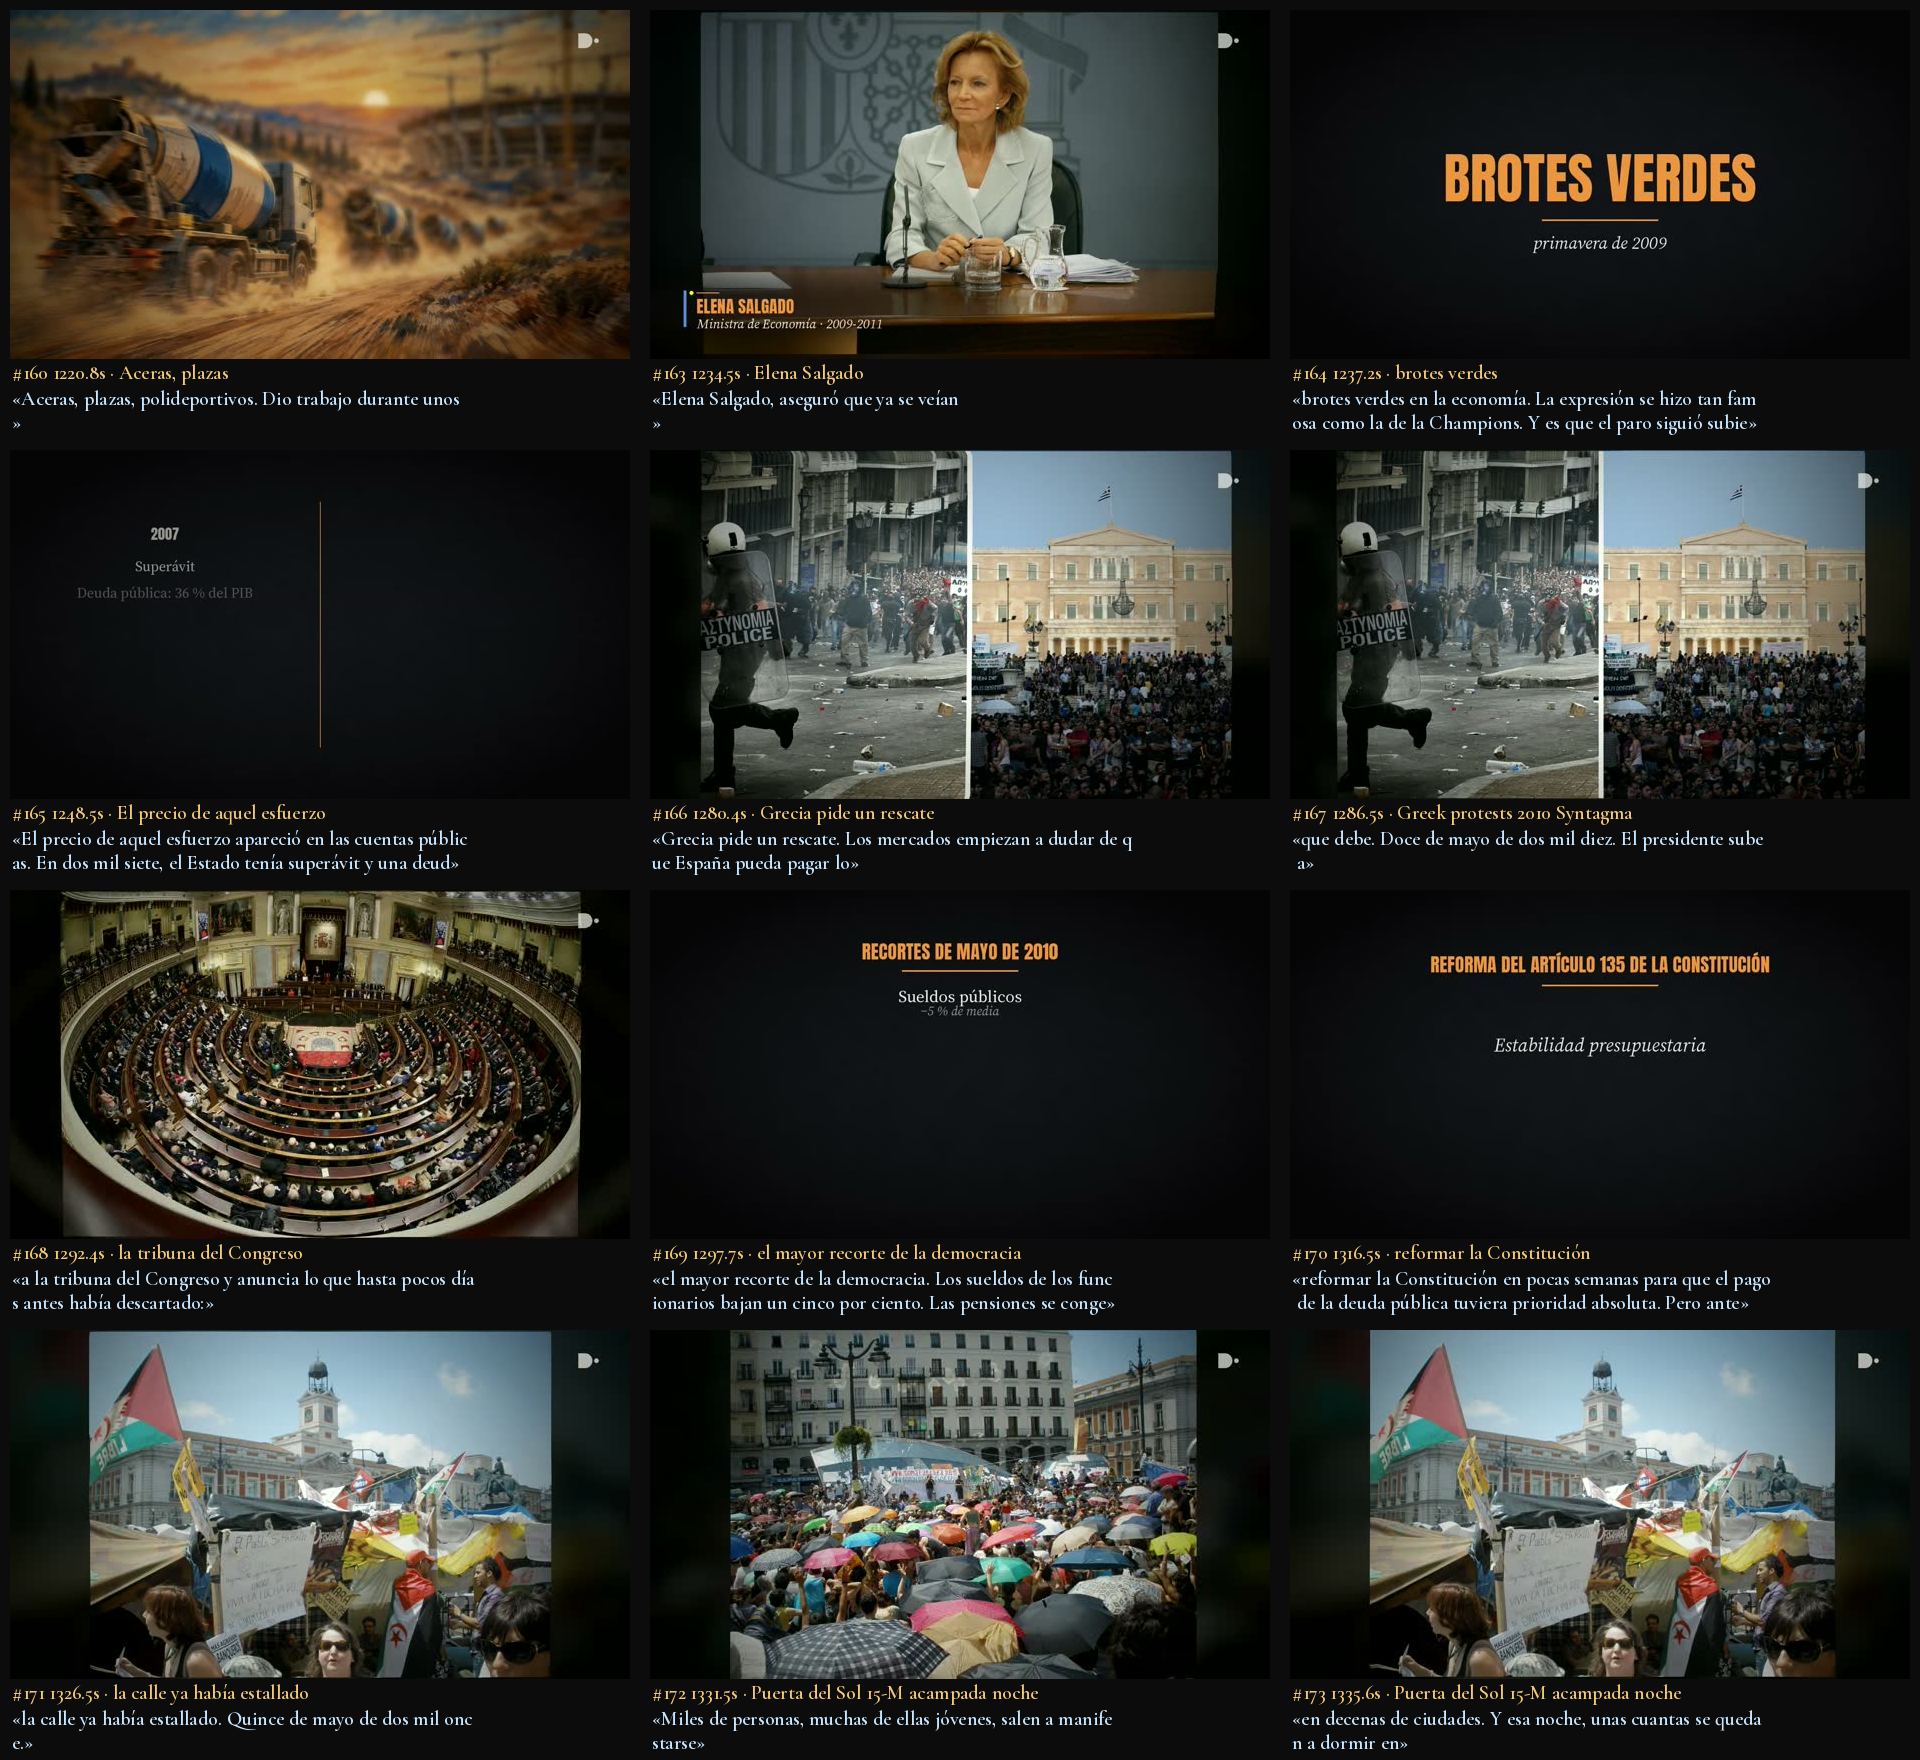 ELENA SALGADO
Ministra de Economía · 2009-2011
BROTES VERDES
primavera de 2009
#160 1220.8s · Aceras, plazas
«Aceras, plazas, polideportivos. Dio trabajo durante unos
»
#163 1234.5s · Elena Salgado
«Elena Salgado, aseguró que ya se veían
»
#164 1237.2s · brotes verdes
«brotes verdes en la economía. La expresión se hizo tan fam
osa como la de la Champions. Y es que el paro siguió subie»
2007
Superávit
Deuda pública: 36 % del PIB
ΑΣΤΥΝΟΜΙΑ
POLICE
ΑΣΤΥΝΟΜΙΑ
POLICE
#165 1248.5s · El precio de aquel esfuerzo
«El precio de aquel esfuerzo apareció en las cuentas públic
as. En dos mil siete, el Estado tenía superávit y una deud»
#166 1280.4s · Grecia pide un rescate
«Grecia pide un rescate. Los mercados empiezan a dudar de q
ue España pueda pagar lo»
#167 1286.5s · Greek protests 2010 Syntagma
«que debe. Doce de mayo de dos mil diez. El presidente sube
a»
RECORTES DE MAYO DE 2010
Sueldos públicos
−5 % de media
REFORMA DEL ARTÍCULO 135 DE LA CONSTITUCIÓN
Estabilidad presupuestaria
#168 1292.4s · la tribuna del Congreso
«a la tribuna del Congreso y anuncia lo que hasta pocos día
s antes había descartado:»
#169 1297.7s · el mayor recorte de la democracia
«el mayor recorte de la democracia. Los sueldos de los func
ionarios bajan un cinco por ciento. Las pensiones se conge»
#170 1316.5s · reformar la Constitución
«reformar la Constitución en pocas semanas para que el pago
de la deuda pública tuviera prioridad absoluta. Pero ante»
#171 1326.5s · la calle ya había estallado
«la calle ya había estallado. Quince de mayo de dos mil onc
e.»
#172 1331.5s · Puerta del Sol 15-M acampada noche
«Miles de personas, muchas de ellas jóvenes, salen a manife
starse»
#173 1335.6s · Puerta del Sol 15-M acampada noche
«en decenas de ciudades. Y esa noche, unas cuantas se queda
n a dormir en»